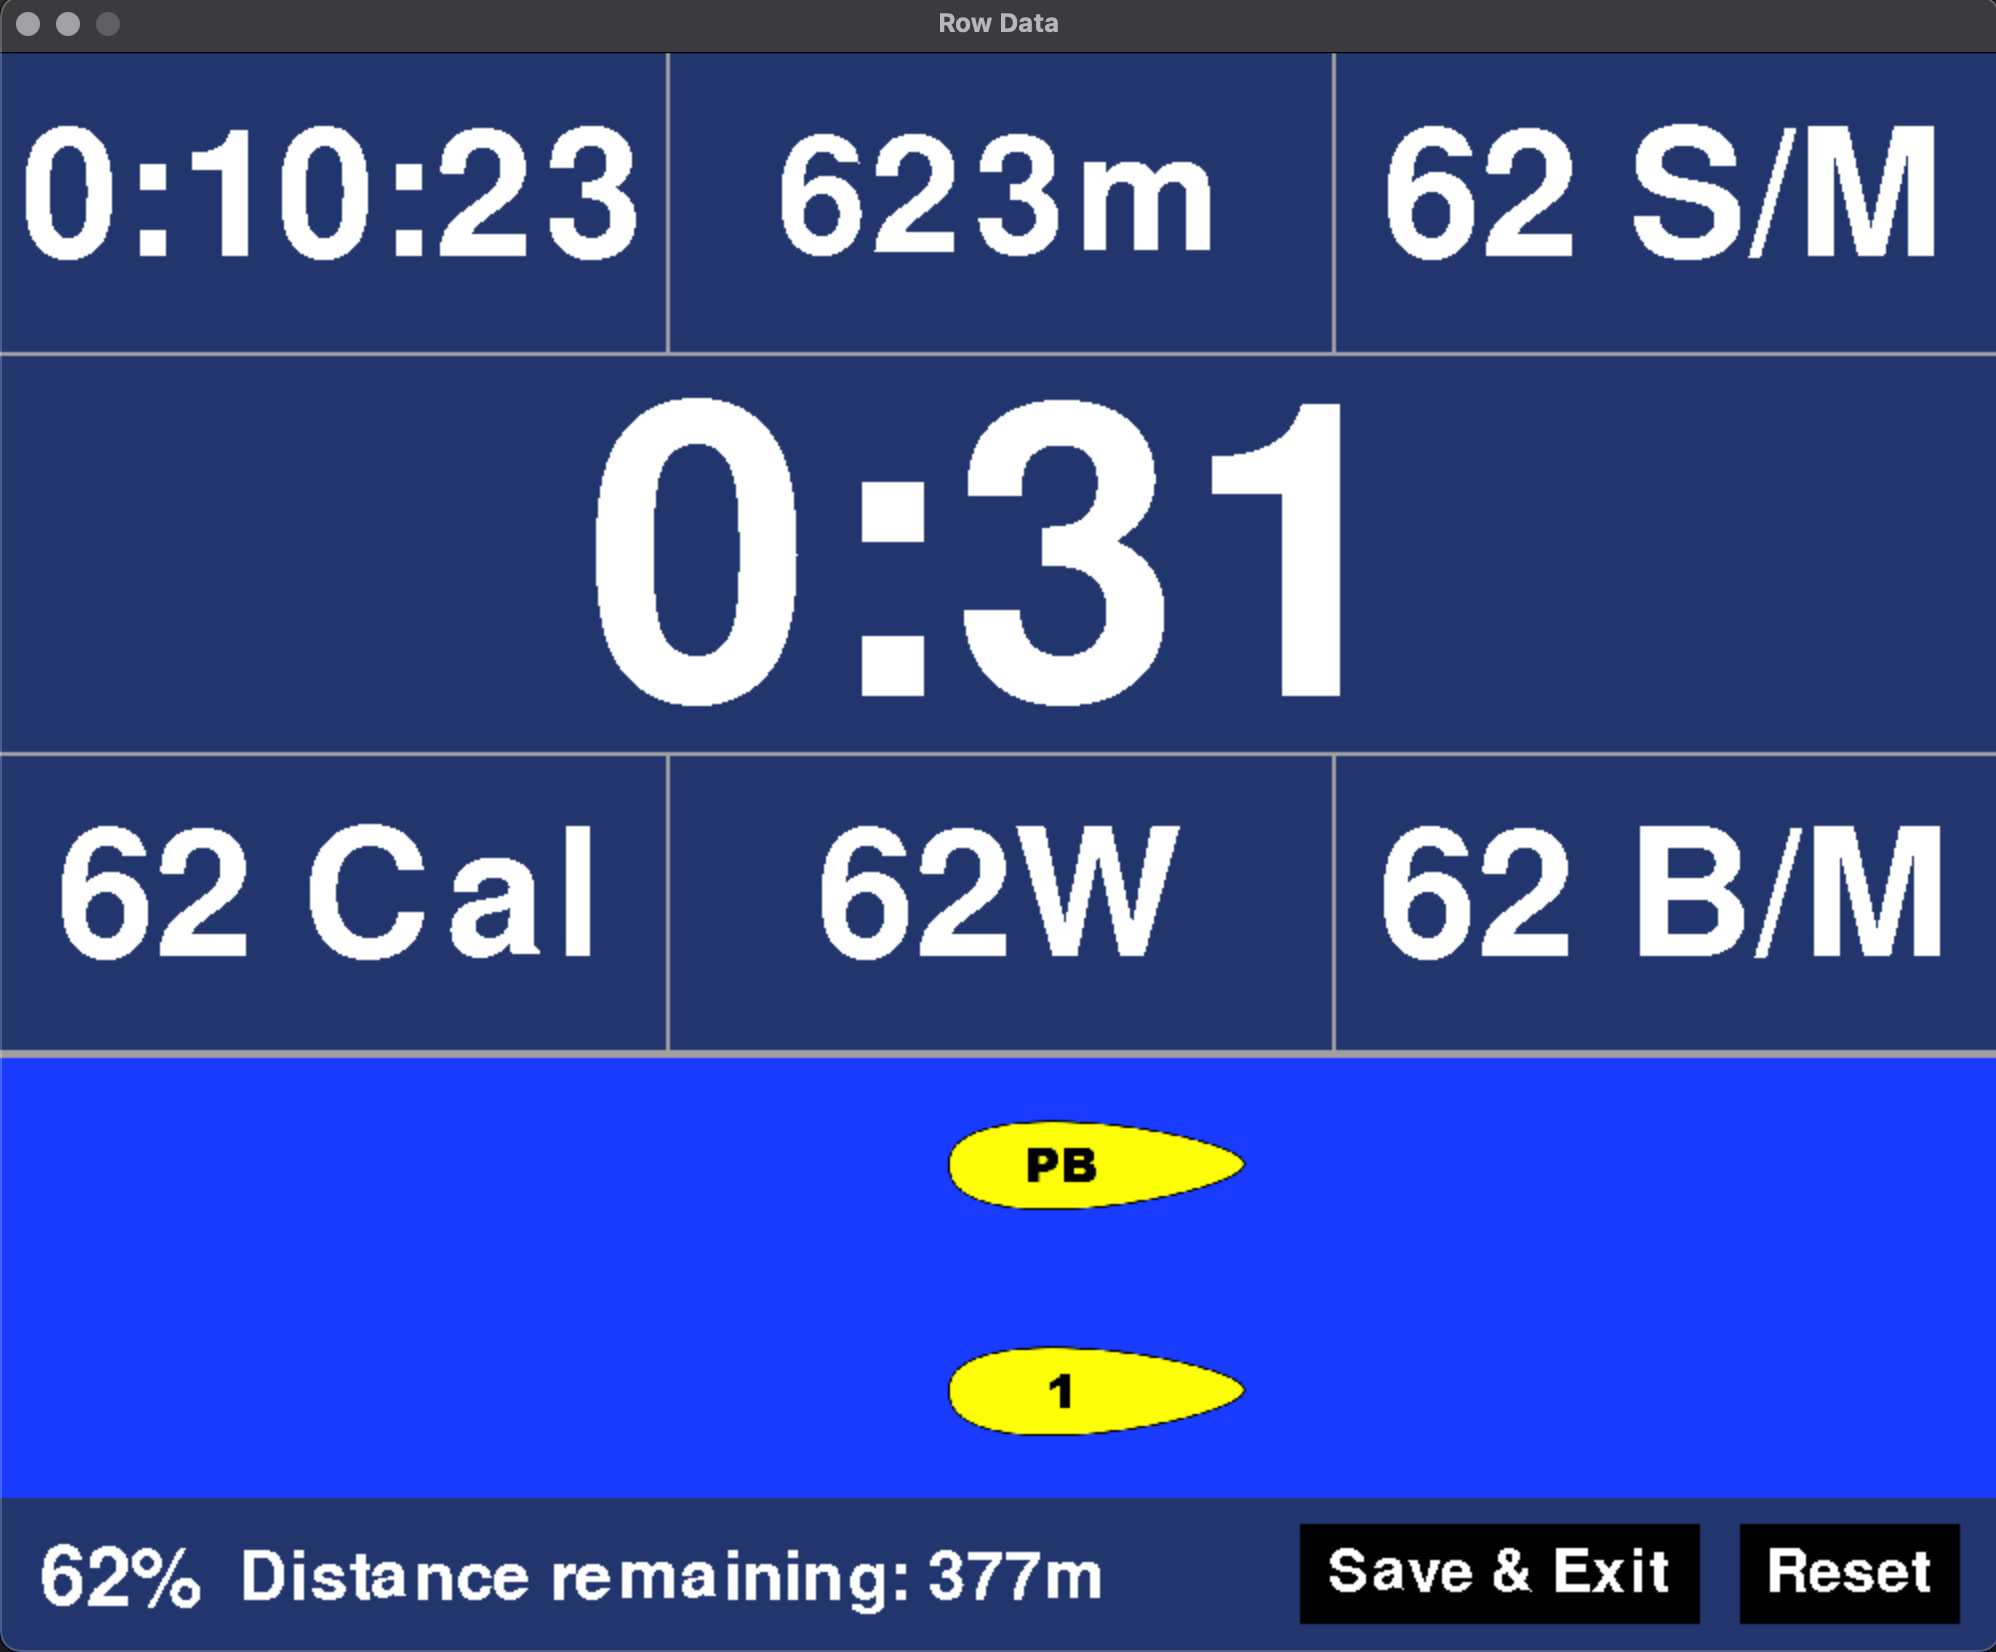 Row Data
0:10:23 623m 62 S/M
0:31
62 Cal 62W 62 B/M
PB
1
62% Distance remaining: 377m Save & Exit Reset